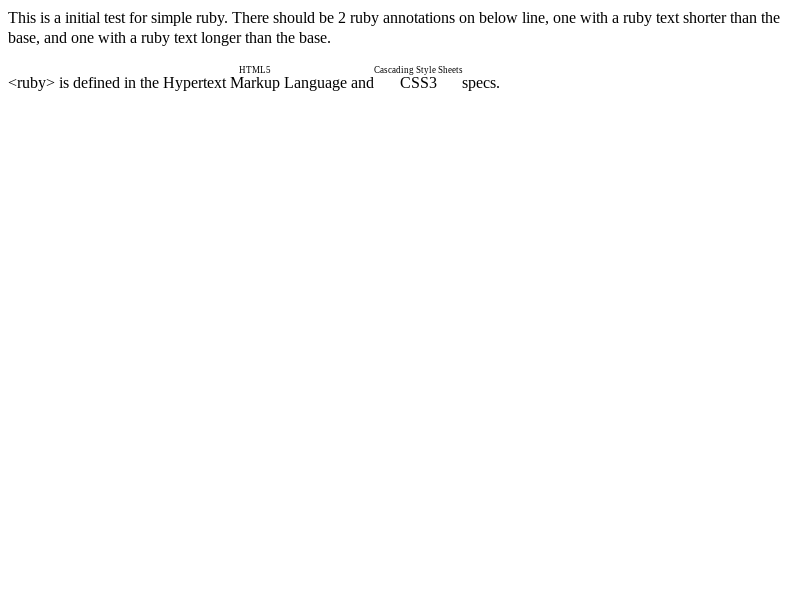 This is a initial test for simple ruby. There should be 2 ruby annotations on below line, one with a ruby text shorter than the
base, and one with a ruby text longer than the base.
HTML5 Cascading Style Sheets
<ruby> is defined in the Hypertext Markup Language and CSS3 specs.